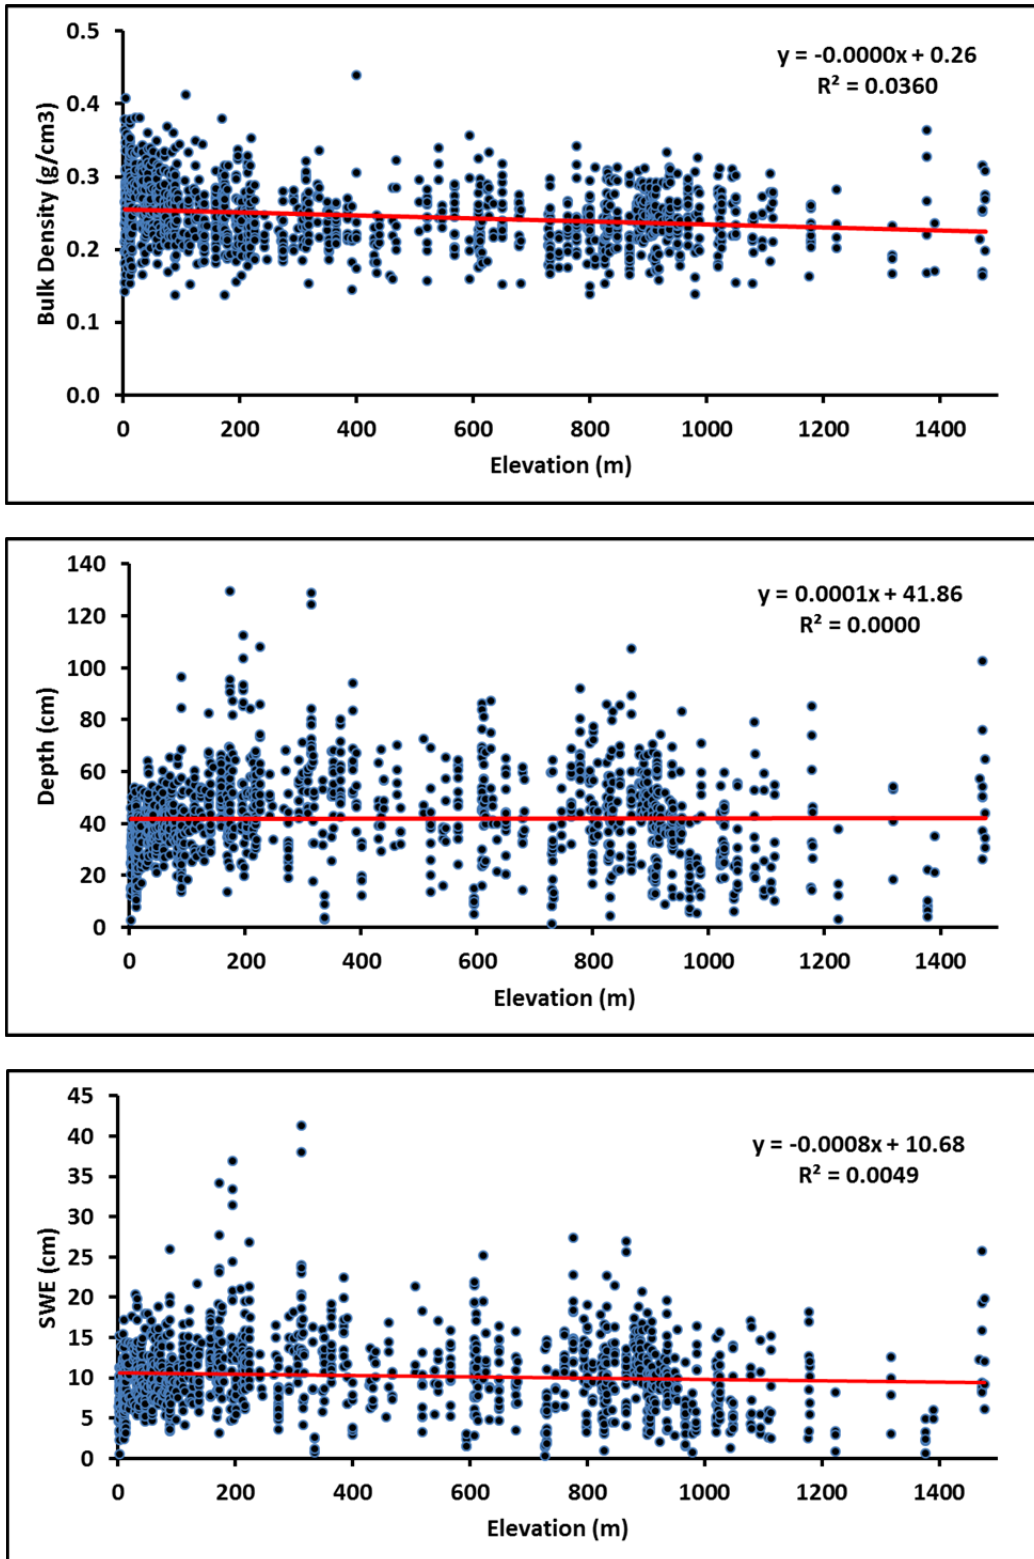 y = -0.0000x + 0.26
R² = 0.0360
Bulk Density (g/cm3)
0.5
0.4
0.3
0.2
0.1
0.0
0 200 400 600 800 1000 1200 1400
Elevation (m)
y = 0.0001x + 41.86
R² = 0.0000
Depth (cm)
140
120
100
80
60
40
20
0
0 200 400 600 800 1000 1200 1400
Elevation (m)
y = -0.0008x + 10.68
R² = 0.0049
SWE (cm)
45
40
35
30
25
20
15
10
5
0
0 200 400 600 800 1000 1200 1400
Elevation (m)